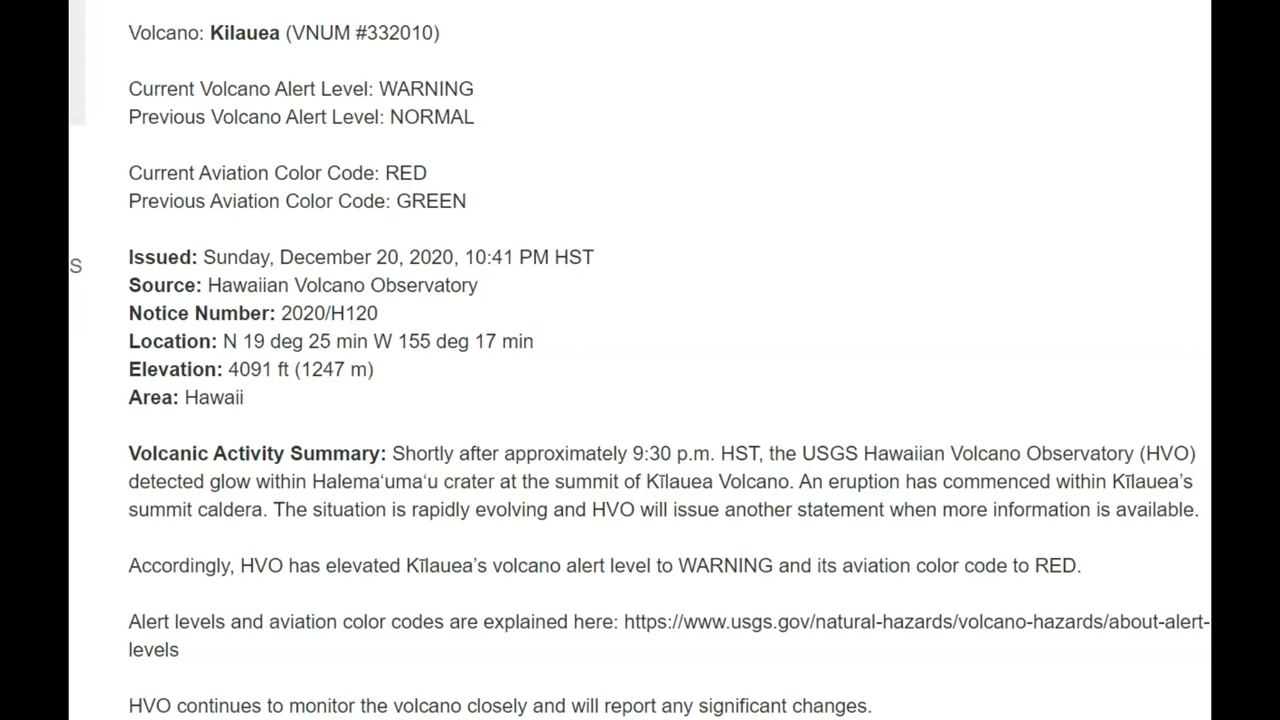 Volcano: Kilauea (VNUM #332010)
Current Volcano Alert Level: WARNING
Previous Volcano Alert Level: NORMAL
Current Aviation Color Code: RED
Previous Aviation Color Code: GREEN
S
Issued: Sunday, December 20, 2020, 10:41 PM HST
Source: Hawaiian Volcano Observatory
Notice Number: 2020/H120
Location: N 19 deg 25 min W 155 deg 17 min
Elevation: 4091 ft (1247 m)
Area: Hawaii
Volcanic Activity Summary: Shortly after approximately 9:30 p.m. HST, the USGS Hawaiian Volcano Observatory (HVO)
detected glow within Halemaʻumaʻu crater at the summit of Kīlauea Volcano. An eruption has commenced within Kīlauea’s
summit caldera. The situation is rapidly evolving and HVO will issue another statement when more information is available.
Accordingly, HVO has elevated Kīlauea’s volcano alert level to WARNING and its aviation color code to RED.
Alert levels and aviation color codes are explained here: https://www.usgs.gov/natural-hazards/volcano-hazards/about-alert-
levels
HVO continues to monitor the volcano closely and will report any significant changes.